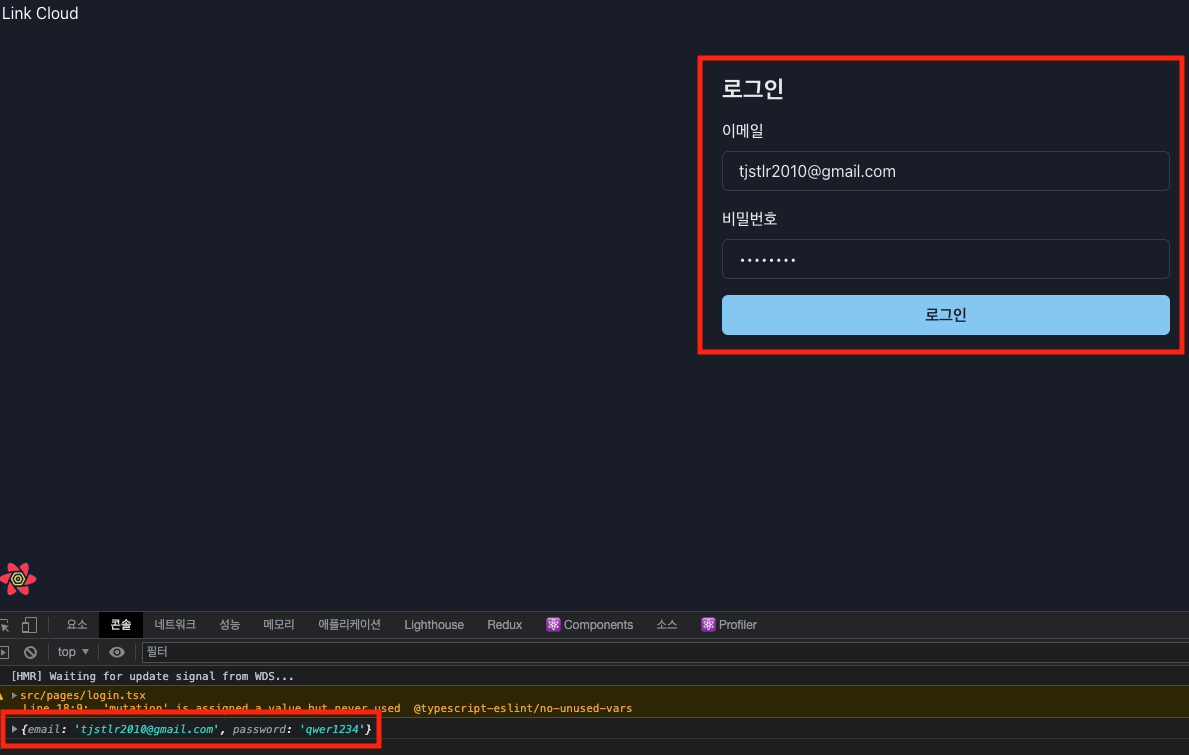 Link Cloud
로그인
이메일
tjstlr2010@gmail.com
비밀번호
••••••••
로그인
요소 콘솔 네트워크 성능 메모리 애플리케이션 Lighthouse Redux Components 소스 Profiler
top 필터
[HMR] Waiting for update signal from WDS...
src/pages/login.tsx
Line 18:9: 'mutation' is assigned a value but never used @typescript-eslint/no-unused-vars
{email: 'tjstlr2010@gmail.com', password: 'qwer1234'}